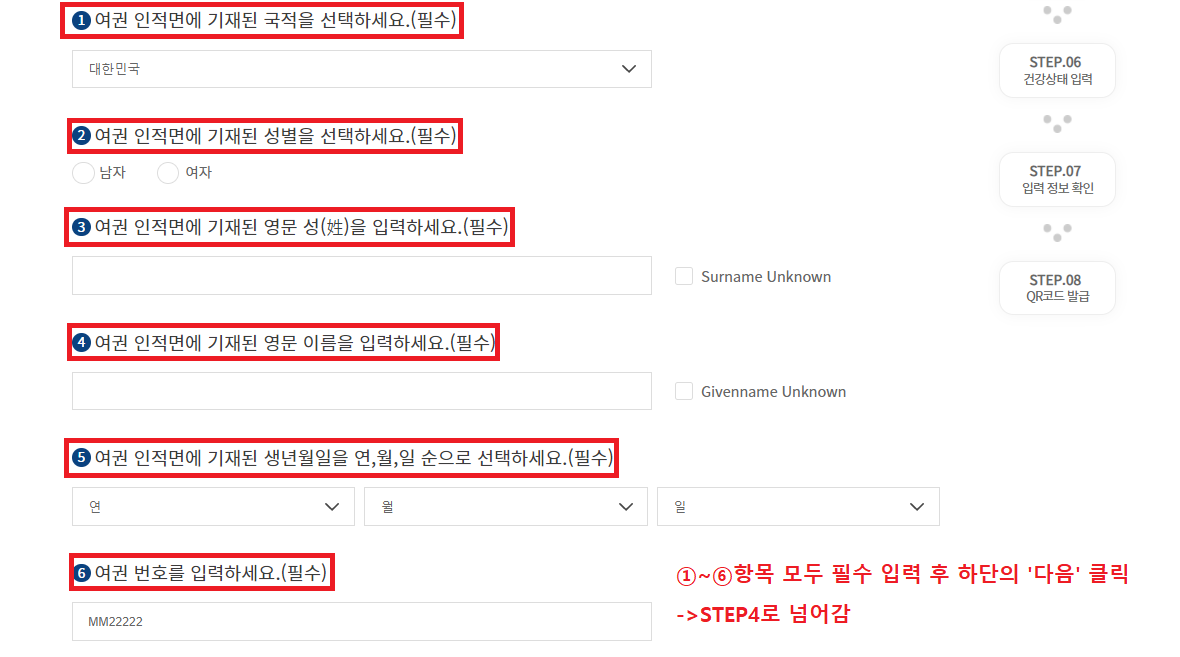 ❶ 여권 인적면에 기재된 국적을 선택하세요.(필수)
대한민국
❷ 여권 인적면에 기재된 성별을 선택하세요.(필수)
남자 여자
❸ 여권 인적면에 기재된 영문 성(姓)을 입력하세요.(필수)
Surname Unknown
❹ 여권 인적면에 기재된 영문 이름을 입력하세요.(필수)
Givenname Unknown
❺ 여권 인적면에 기재된 생년월일을 연,월,일 순으로 선택하세요.(필수)
연 월 일
❻ 여권 번호를 입력하세요.(필수)
MM22222
①~⑥항목 모두 필수 입력 후 하단의 '다음' 클릭
->STEP4로 넘어감
STEP.06
건강상태 입력
STEP.07
입력 정보 확인
STEP.08
QR코드 발급